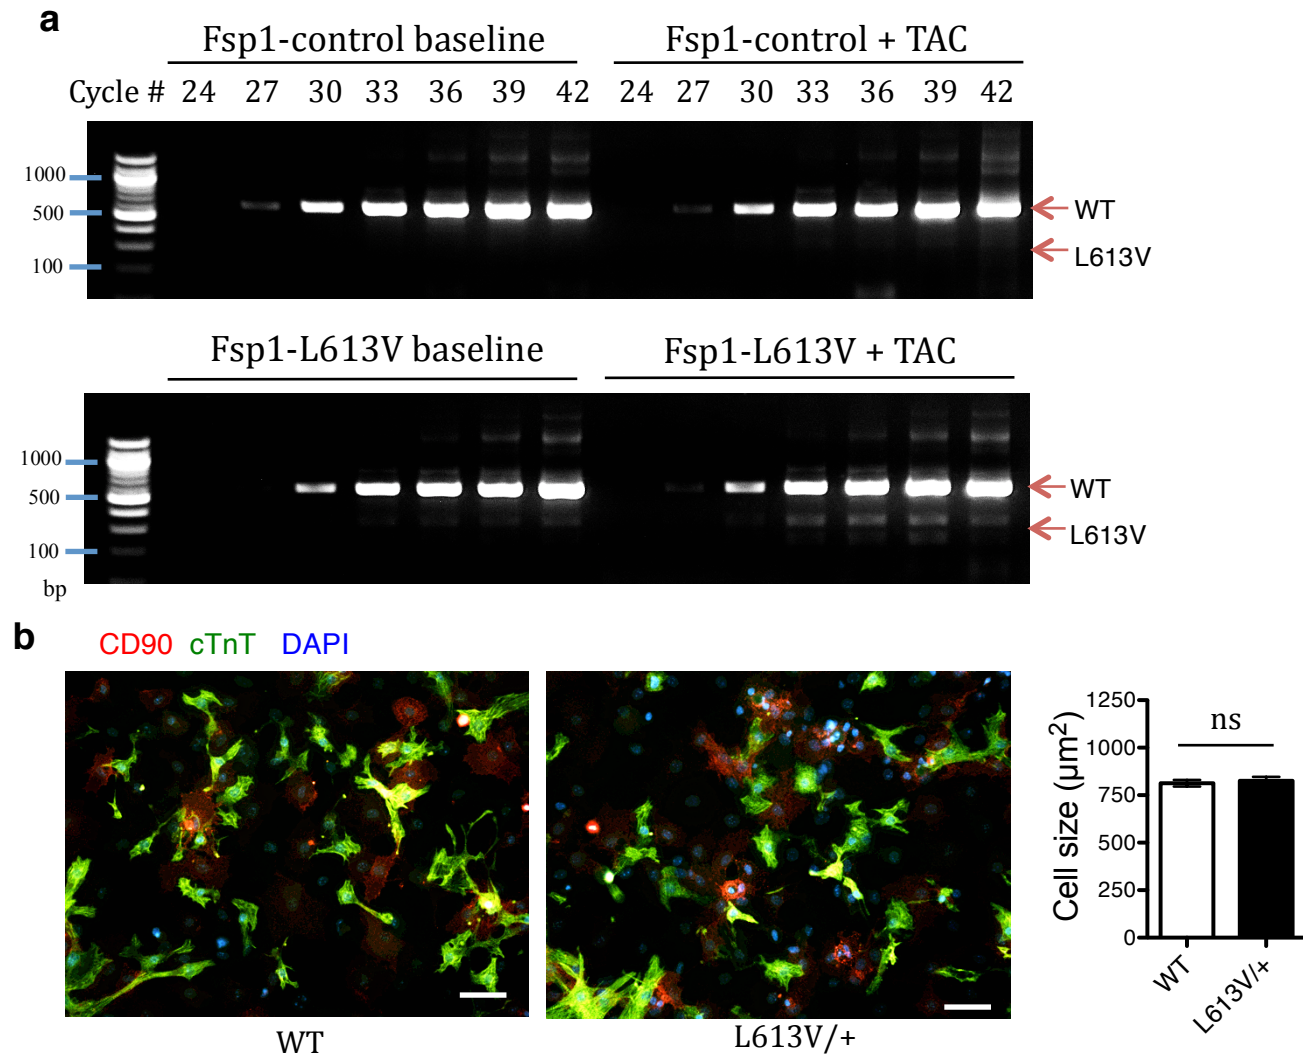 a
Fsp1-control baseline Fsp1-control + TAC
Cycle # 24 27 30 33 36 39 42 24 27 30 33 36 39 42
1000
500
100
WT
L613V
Fsp1-L613V baseline Fsp1-L613V + TAC
1000
500
100
bp
WT
L613V
b
CD90 cTnT DAPI
WT
L613V/+
Cell size (µm²)
1250
1000
750
500
250
0
ns
WT
L613V/+